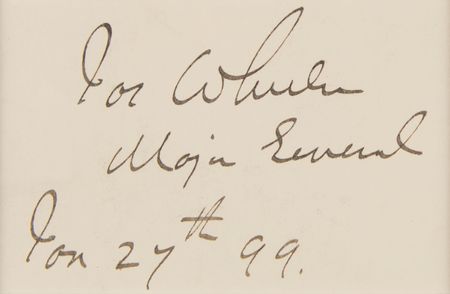 Jos Wheeler
Major General
Jan 27th 99.